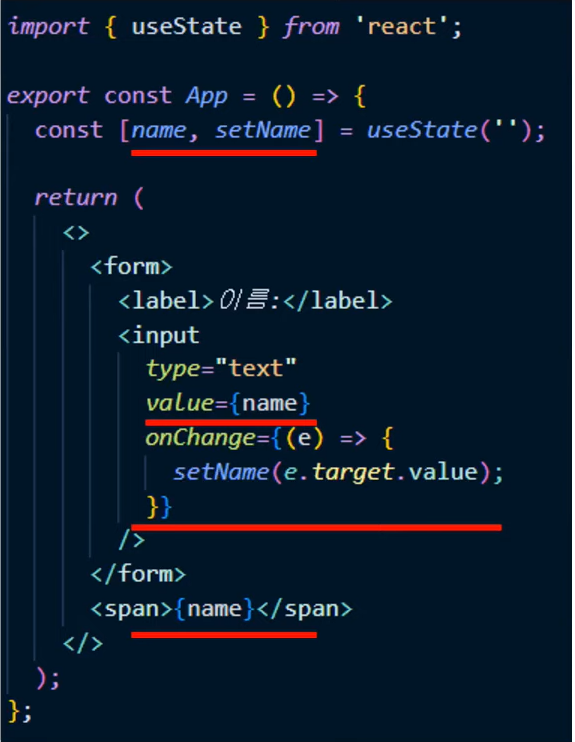 import { useState } from 'react';
export const App = () => {
const [name, setName] = useState('');
return (
<>
<form>
<label>이름:</label>
<input
type="text"
value={name}
onChange={(e) => {
setName(e.target.value);
}}
/>
</form>
<span>{name}</span>
</>
);
};